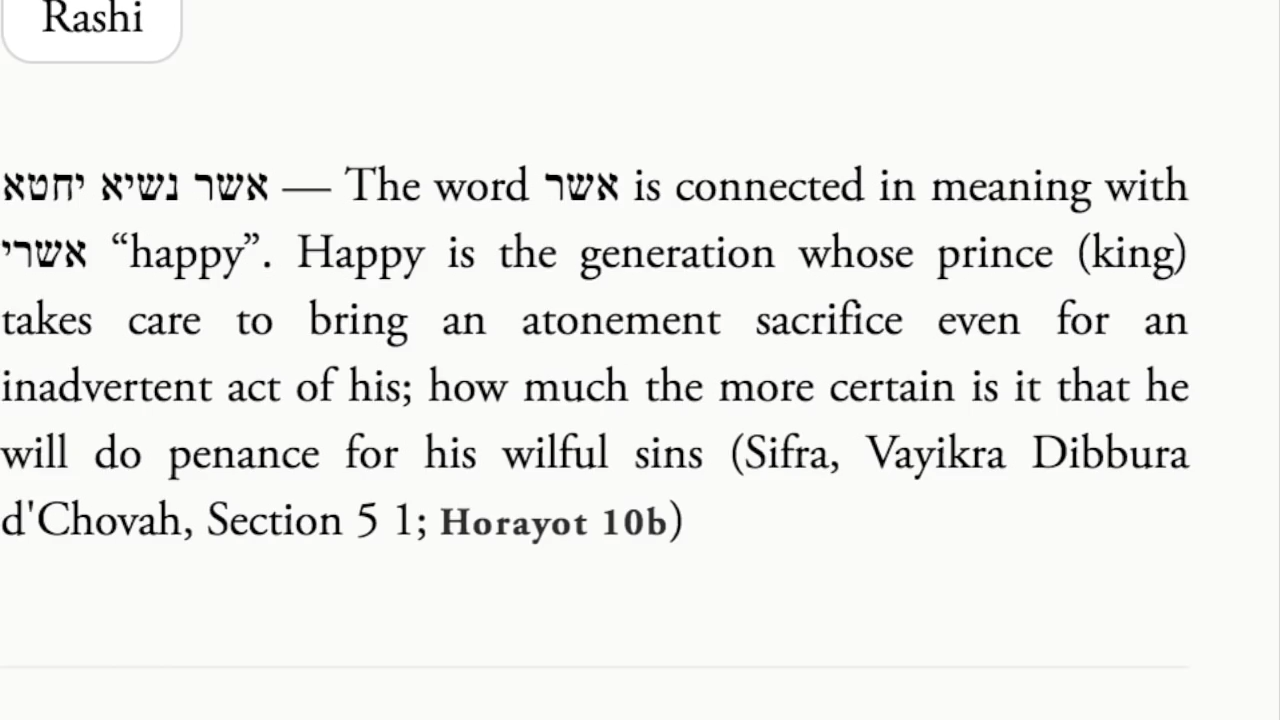 Rashi
אשר נשיא יחטא — The word אשר is connected in meaning with
אשרי “happy”. Happy is the generation whose prince (king)
takes care to bring an atonement sacrifice even for an
inadvertent act of his; how much the more certain is it that he
will do penance for his wilful sins (Sifra, Vayikra Dibbura
d'Chovah, Section 5 1; Horayot 10b)